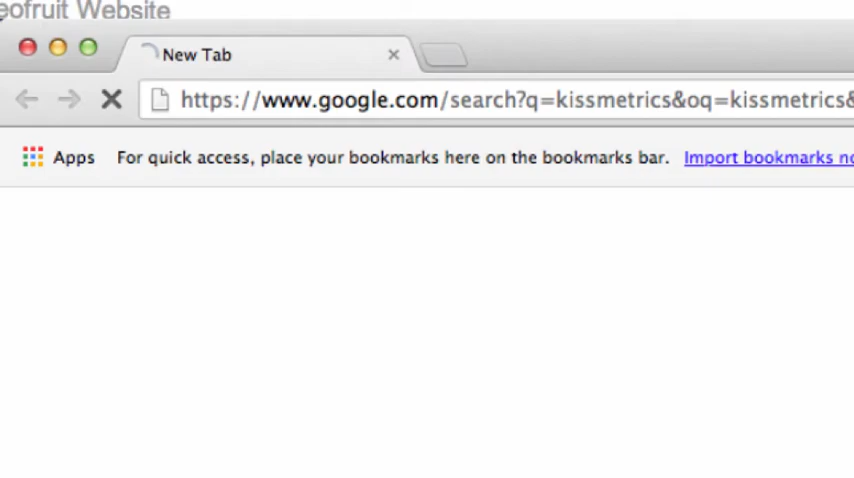 eofruit Website
New Tab
https://www.google.com/search?q=kissmetrics&oq=kissmetrics&
Apps For quick access, place your bookmarks here on the bookmarks bar. Import bookmarks no